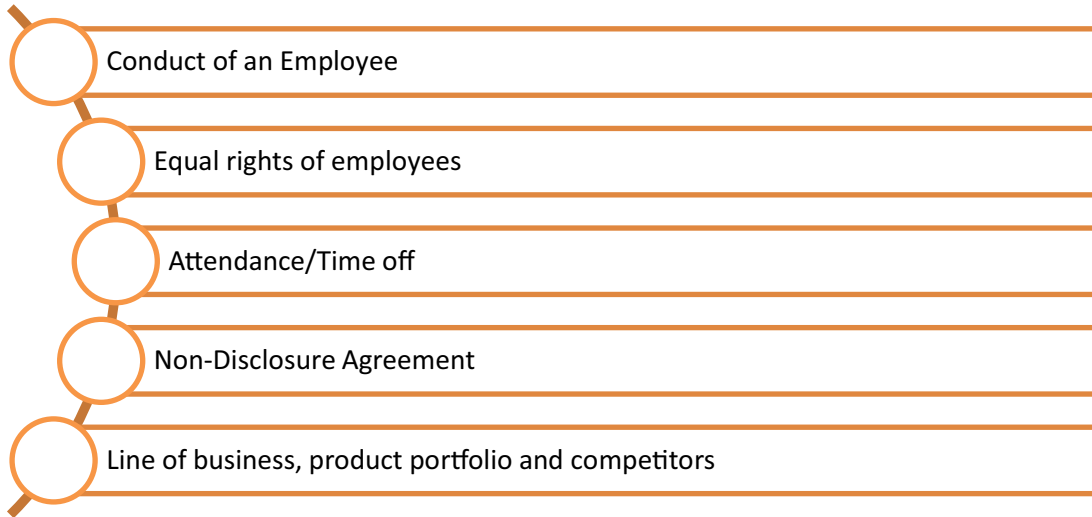 Conduct of an Employee
Equal rights of employees
Attendance/Time off
Non-Disclosure Agreement
Line of business, product portfolio and competitors